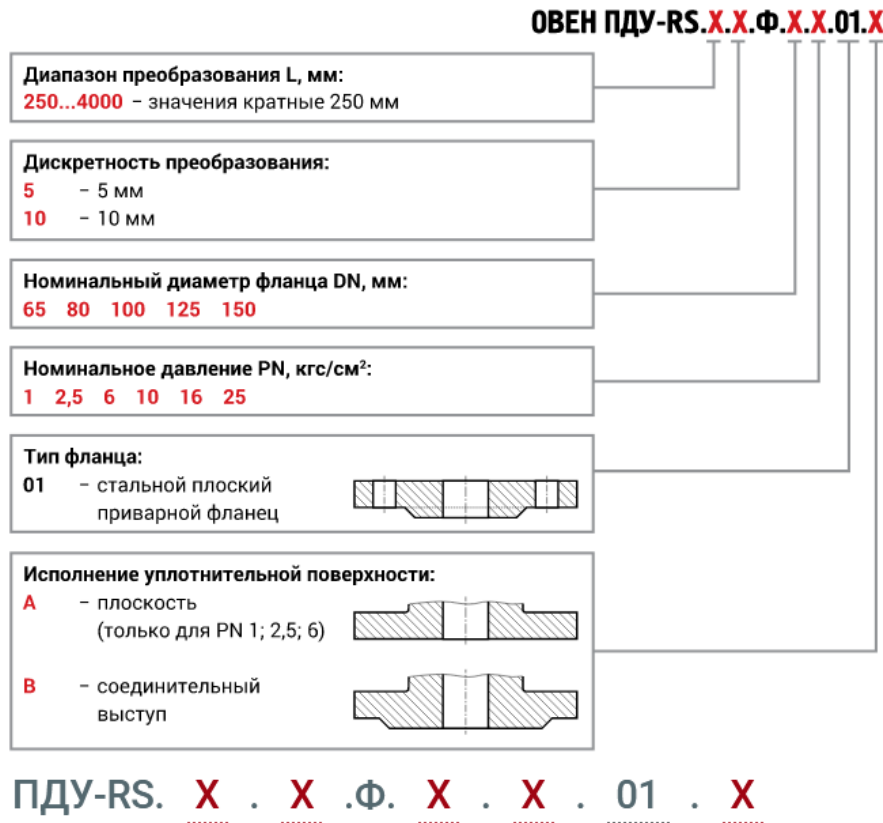 ОВЕН ПДУ-RS.X.X.Ф.X.X.01.X
Диапазон преобразования L, мм:
250...4000 – значения кратные 250 мм
Дискретность преобразования:
5 – 5 мм
10 – 10 мм
Номинальный диаметр фланца DN, мм:
65 80 100 125 150
Номинальное давление PN, кгс/см²:
1 2,5 6 10 16 25
Тип фланца:
01 – стальной плоский
приварной фланец
Исполнение уплотнительной поверхности:
A – плоскость
(только для PN 1; 2,5; 6)
B – соединительный
выступ
ПДУ-RS. X . X .Ф. X . X . 01 . X